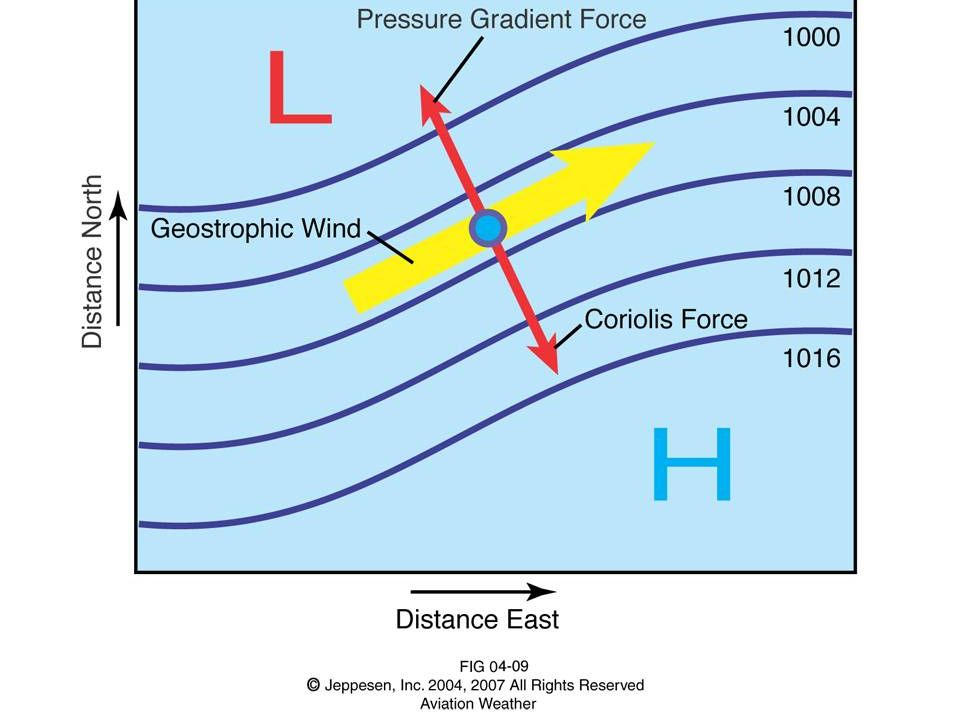 Pressure Gradient Force
1000
L
1004
1008
Geostrophic Wind
Distance North
1012
Coriolis Force
1016
H
Distance East
FIG 04-09
© Jeppesen, Inc. 2004, 2007 All Rights Reserved
Aviation Weather